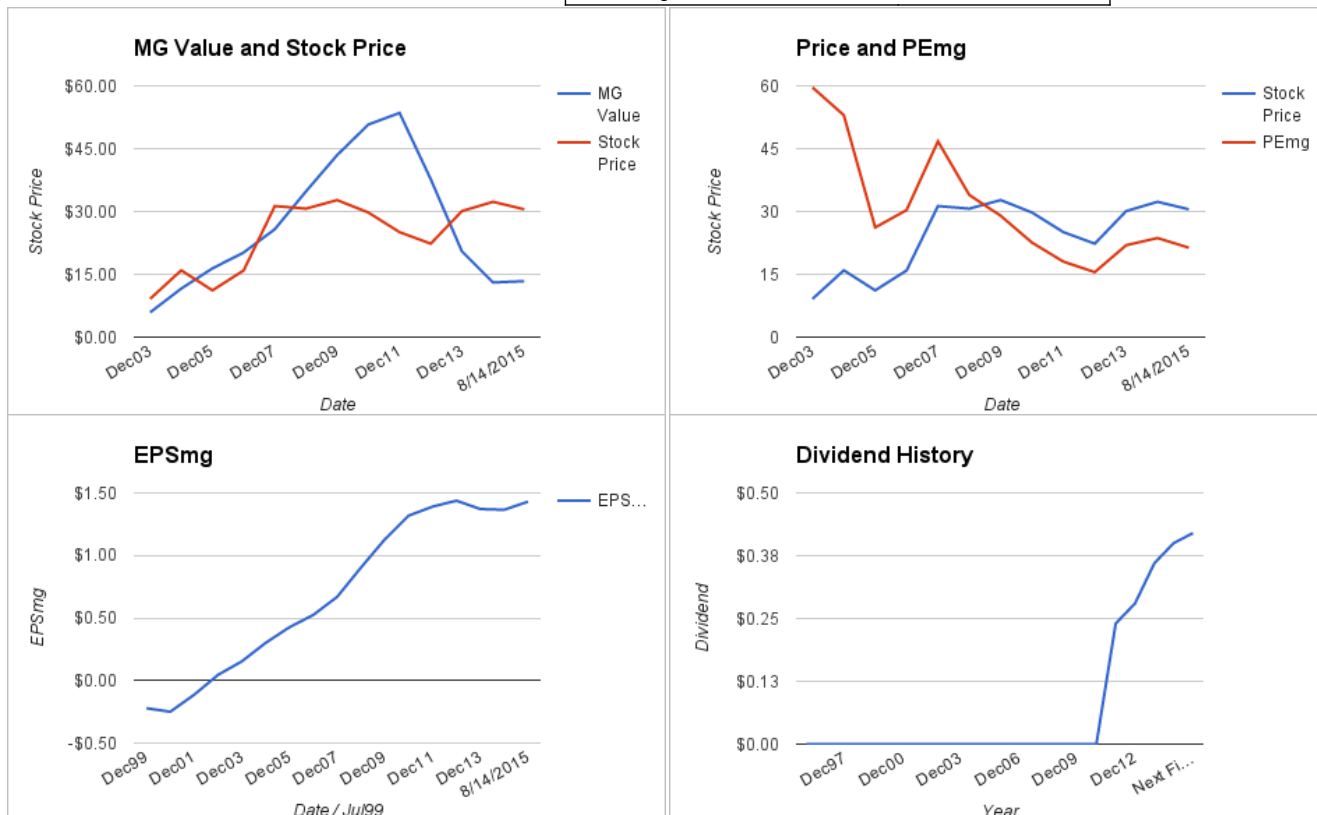 MG Value and Stock Price
$60.00
$45.00
$30.00
$15.00
$0.00
Stock Price
MG
Value
Stock
Price
Dec03
Dec05
Dec07
Dec09
Dec11
Dec13
8/14/2015
Date
Price and PEmg
60
45
30
15
0
Stock Price
Stock
Price
PEmg
Dec03
Dec05
Dec07
Dec09
Dec11
Dec13
8/14/2015
Date
EPSmg
$1.50
$1.00
$0.50
$0.00
-$0.50
EPSmg
EPS...
Dec99
Dec01
Dec03
Dec05
Dec07
Dec09
Dec11
Dec13
8/14/2015
Date / Jul99
Dividend History
$0.50
$0.38
$0.25
$0.13
$0.00
Dividend
Dec97
Dec00
Dec03
Dec06
Dec09
Dec12
Next Fi...
Year